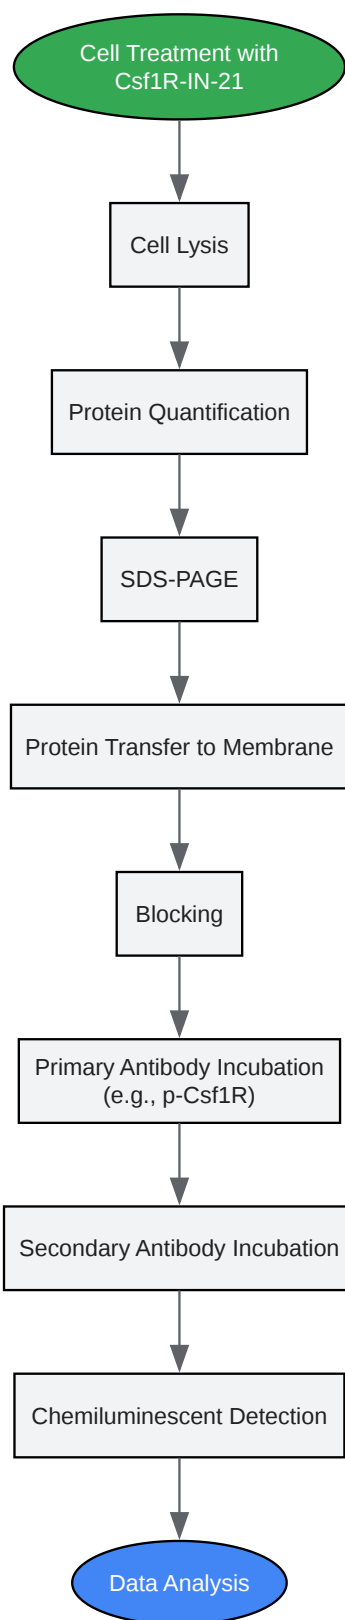 Cell Treatment with
Csf1R-IN-21
Cell Lysis
Protein Quantification
SDS-PAGE
Protein Transfer to Membrane
Blocking
Primary Antibody Incubation
(e.g., p-Csf1R)
Secondary Antibody Incubation
Chemiluminescent Detection
Data Analysis